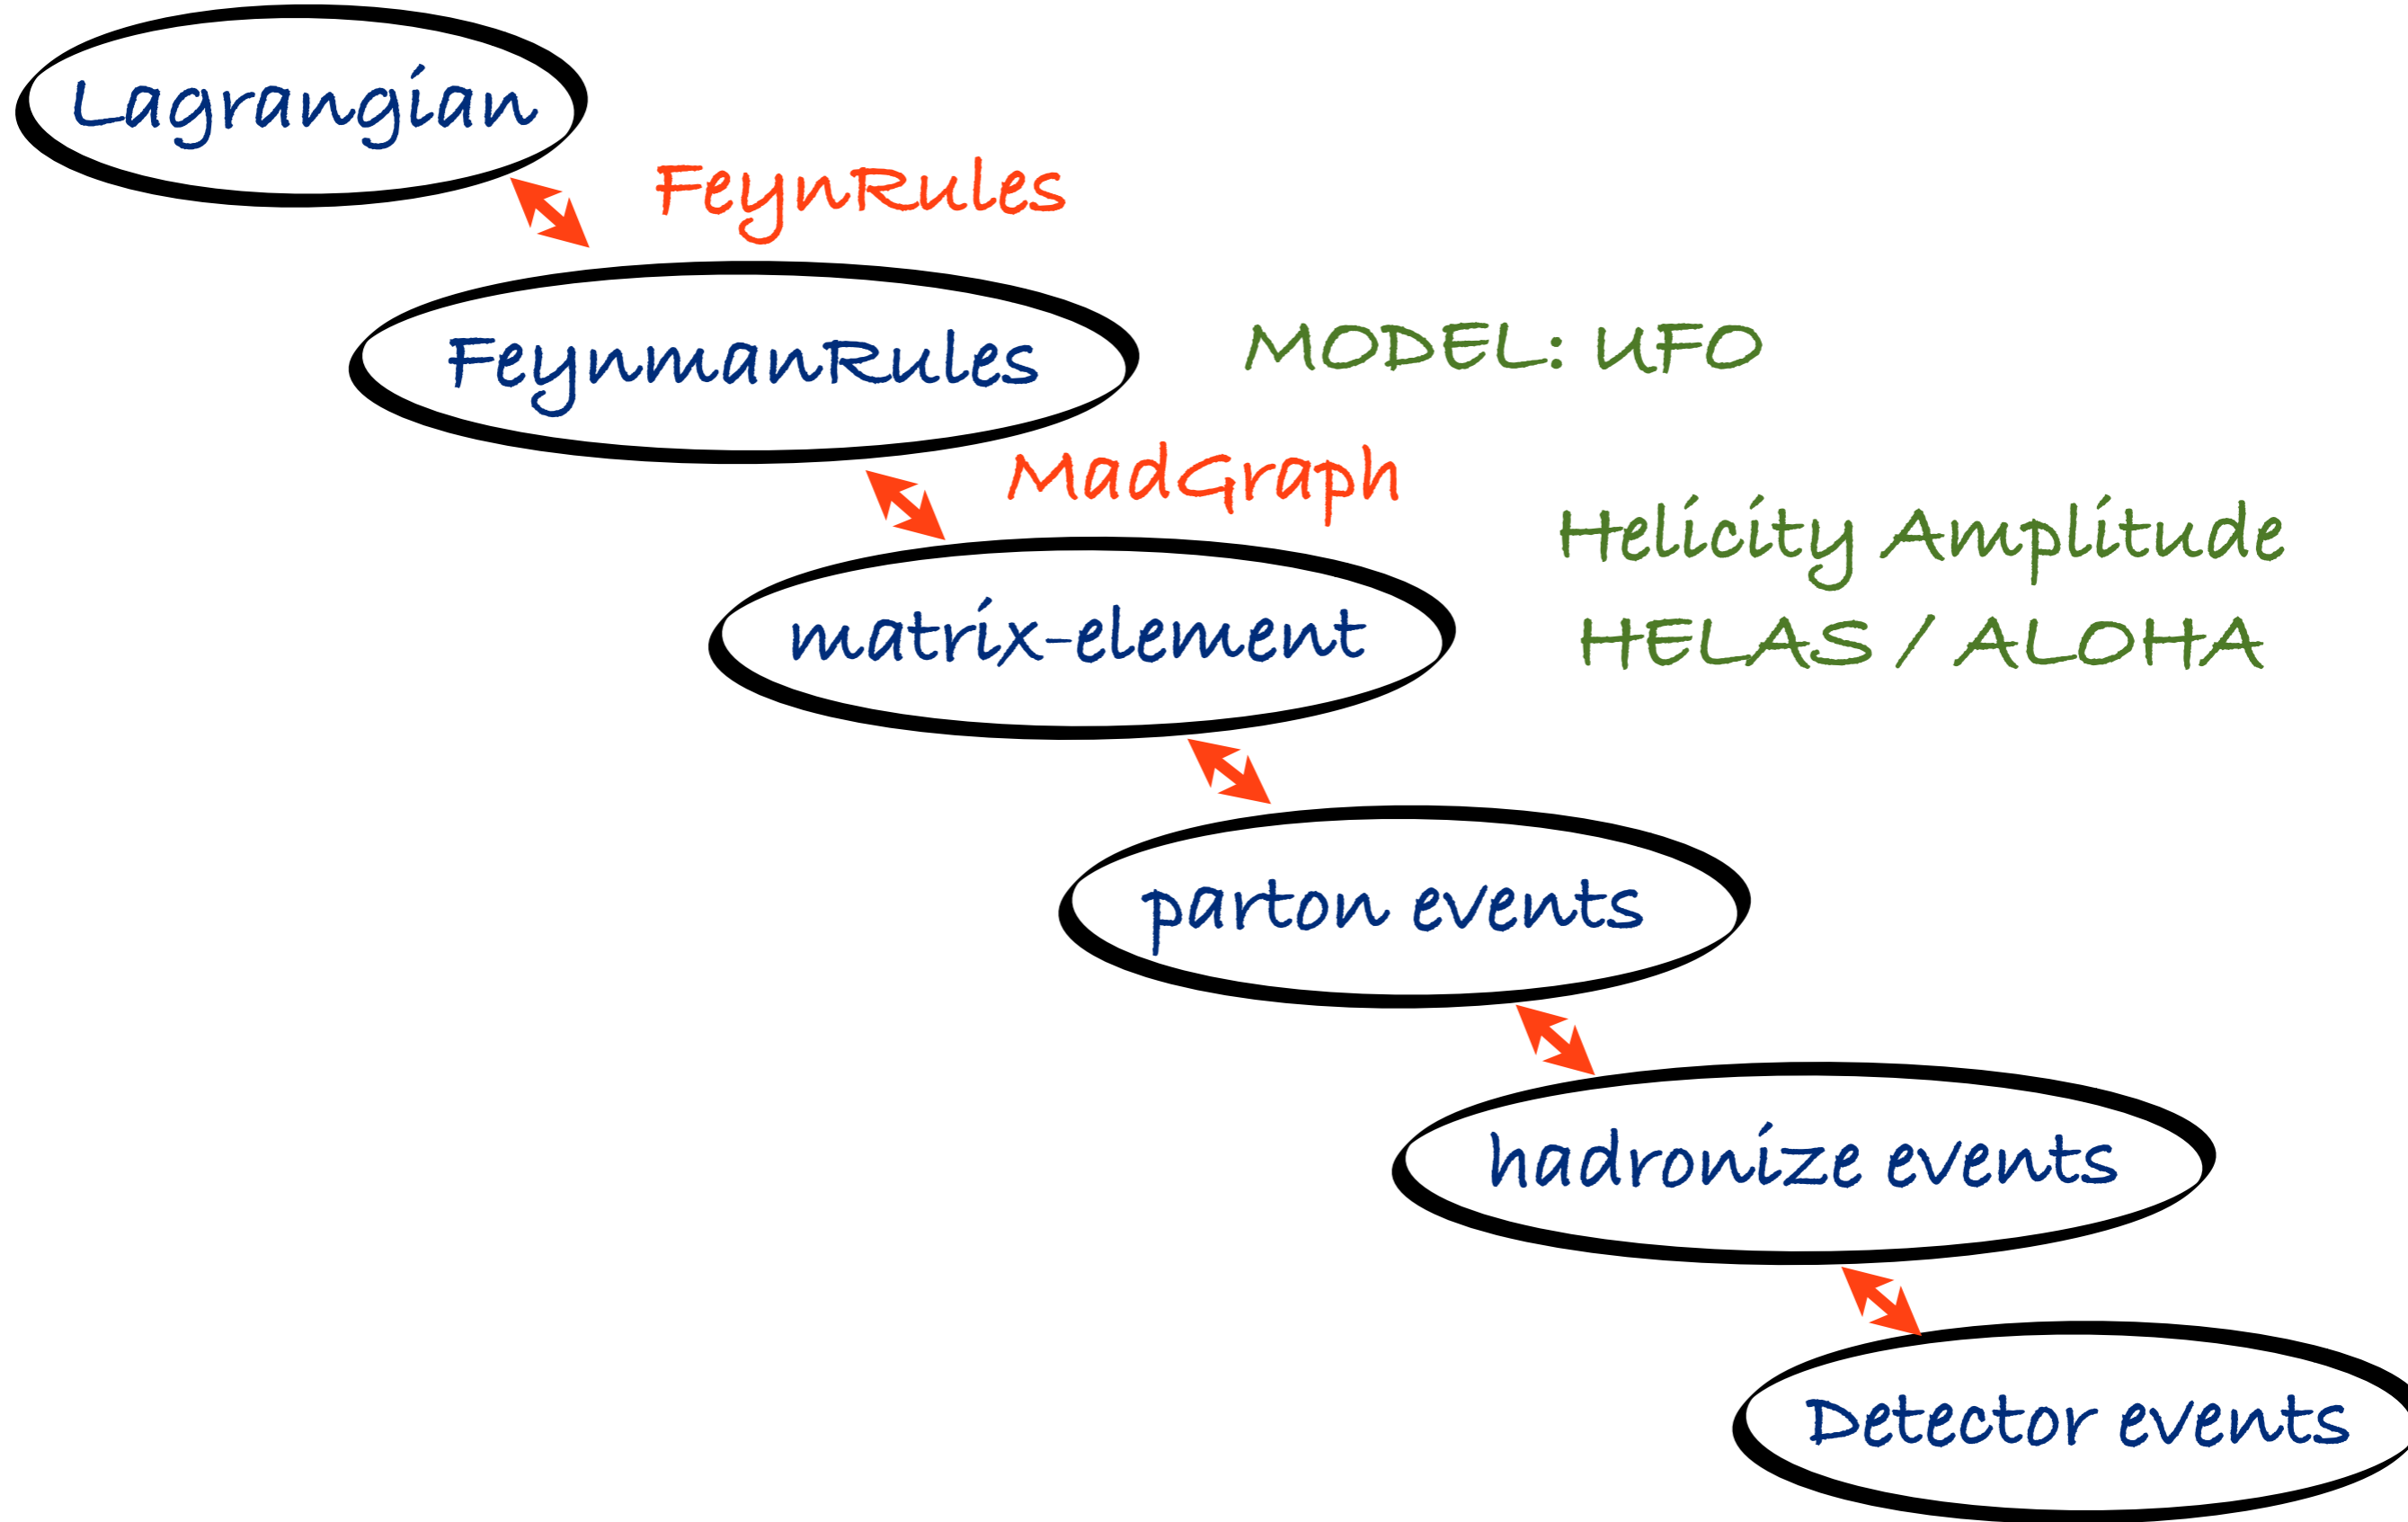 Lagrangian
FeynRules
FeynmanRules
MODEL: UFO
MadGraph
Helicity Amplitude
HELAS / ALOHA
matrix-element
parton events
hadronize events
Detector events